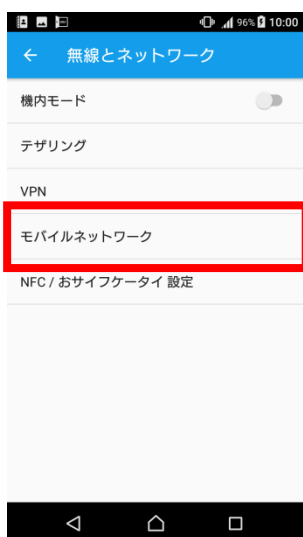 96% 10:00
無線とネットワーク
機内モード
テザリング
VPN
モバイルネットワーク
NFC / おサイフケータイ 設定